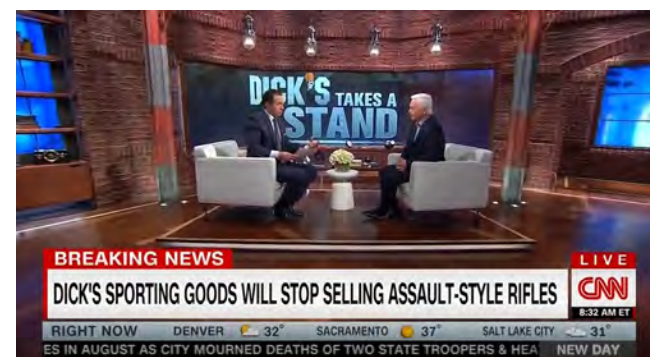 DICK'S TAKES A
STAND
BREAKING NEWS
LIVE
DICK'S SPORTING GOODS WILL STOP SELLING ASSAULT-STYLE RIFLES
CNN
8:32 AM ET
RIGHT NOW DENVER 32° SACRAMENTO 37° SALT LAKE CITY 31°
ES IN AUGUST AS CITY MOURNED DEATHS OF TWO STATE TROOPERS & HEA NEW DAY